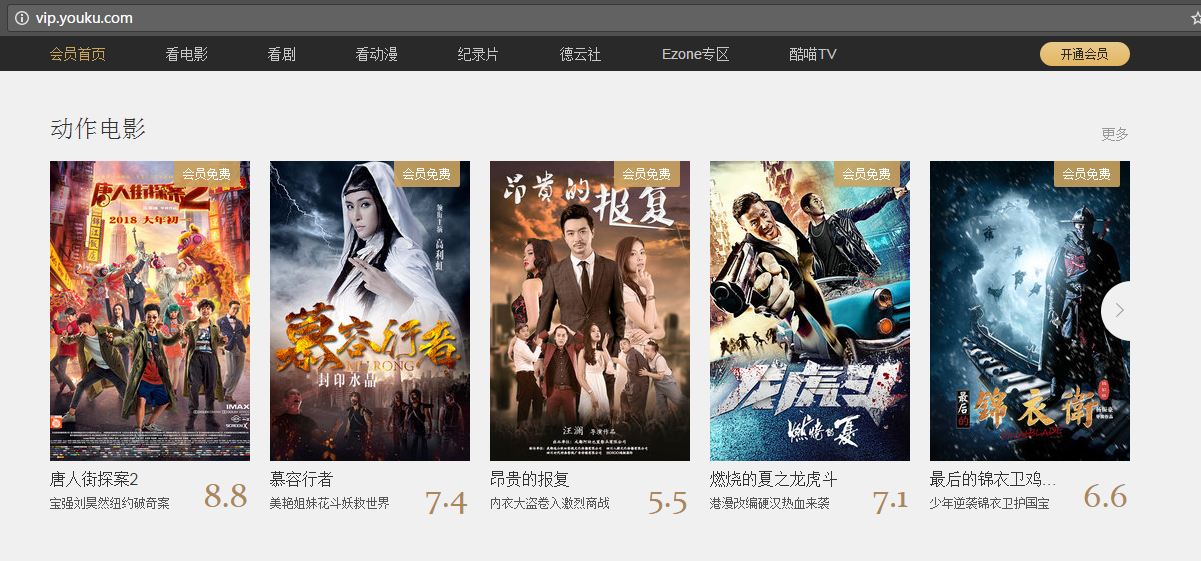 vip.youku.com
会员首页 看电影 看剧 看动漫 纪录片 德云社 Ezone专区 酷喵TV 开通会员
动作电影
更多
会员免费
唐人街探案2
2018 大年初一
IMAX
唐人街探案2
宝强刘昊然纽约破奇案
8.8
会员免费
领衔主演
高利虹
慕容行者
MURONG
封印水晶
慕容行者
美艳姐妹花斗妖救世界
7.4
会员免费
昂贵的报复
汪澜 导演作品
昂贵的报复
内衣大盗卷入激烈商战
5.5
会员免费
龙虎斗
燃烧的夏
燃烧的夏之龙虎斗
港漫改编硬汉热血来袭
7.1
会员免费
最后的
锦衣衛
最后的锦衣卫鸡...
少年逆袭锦衣卫护国宝
6.6